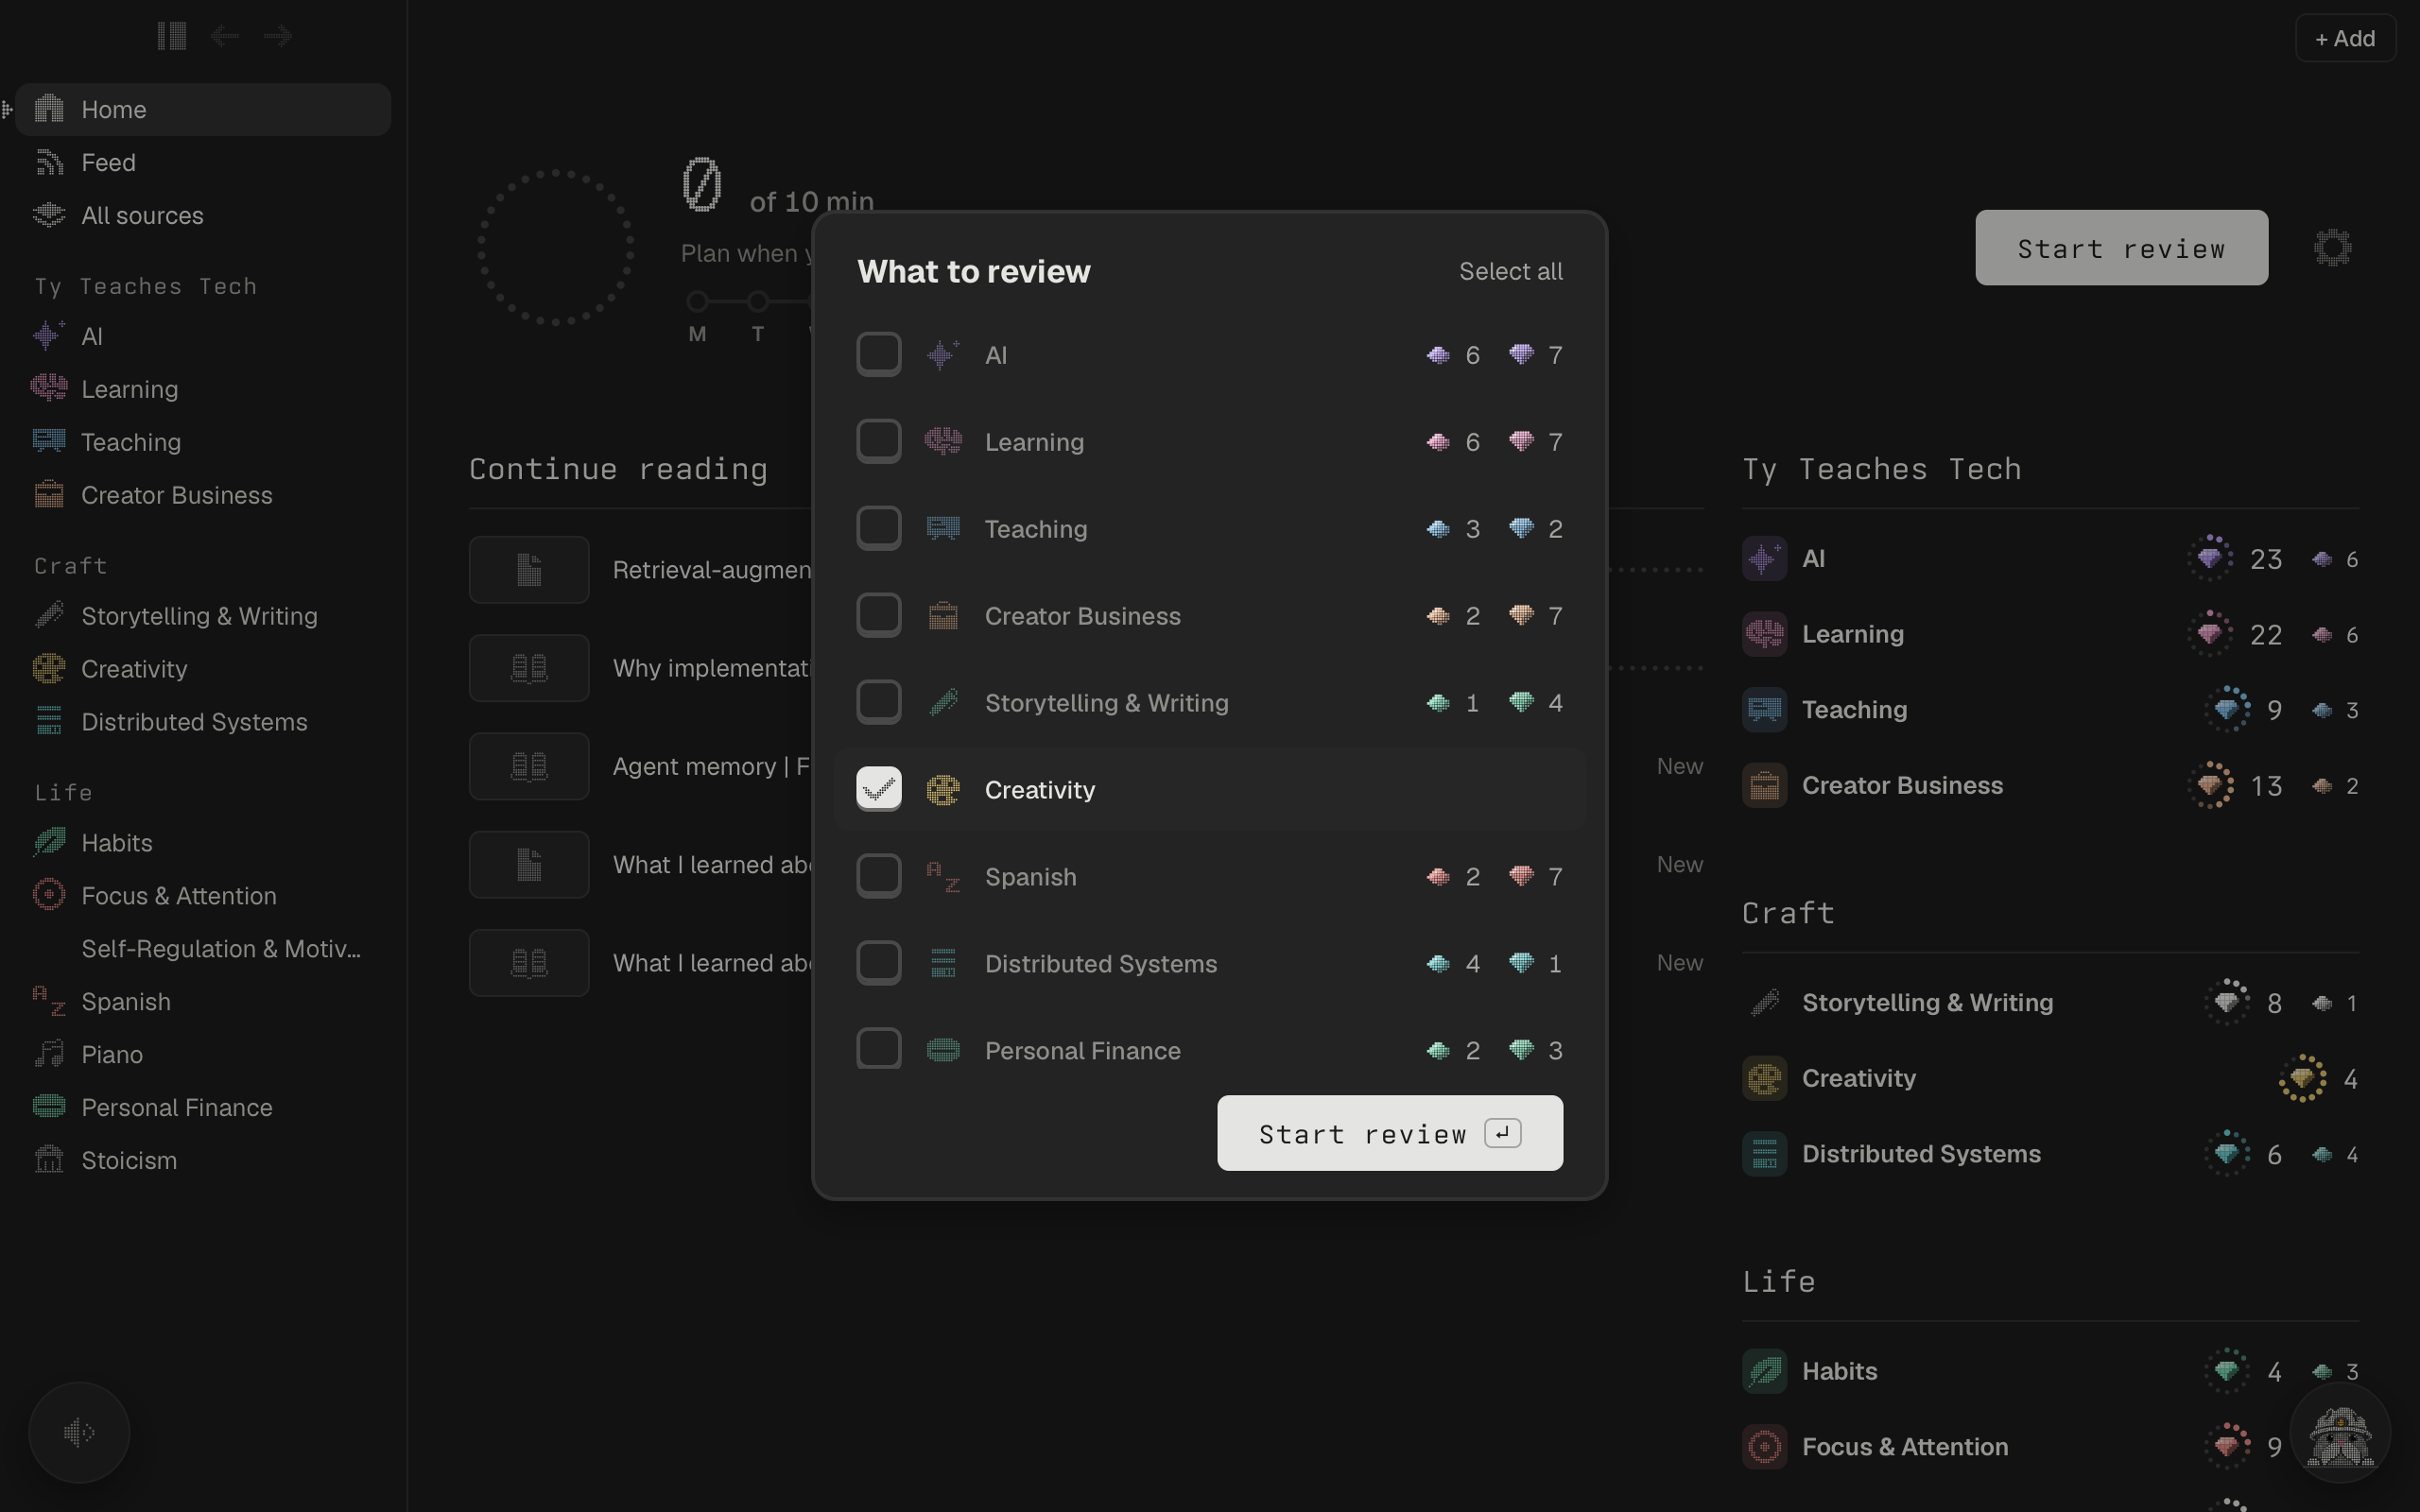 + Add
Home
Feed
All sources
Ty Teaches Tech
AI
Learning
Teaching
Creator Business
Craft
Storytelling & Writing
Creativity
Distributed Systems
Life
Habits
Focus & Attention
Self-Regulation & Motiv...
Spanish
Piano
Personal Finance
Stoicism
0 of 10 min
Plan when y
M T
Start review
Continue reading
Retrieval-augmen
Why implementati
Agent memory | F
New
What I learned abo
New
What I learned abo
New
What to review
Select all
AI 6 7
Learning 6 7
Teaching 3 2
Creator Business 2 7
Storytelling & Writing 1 4
Creativity
Spanish 2 7
Distributed Systems 4 1
Personal Finance 2 3
Start review
Ty Teaches Tech
AI 23 6
Learning 22 6
Teaching 9 3
Creator Business 13 2
Craft
Storytelling & Writing 8 1
Creativity 4
Distributed Systems 6 4
Life
Habits 4 3
Focus & Attention 9